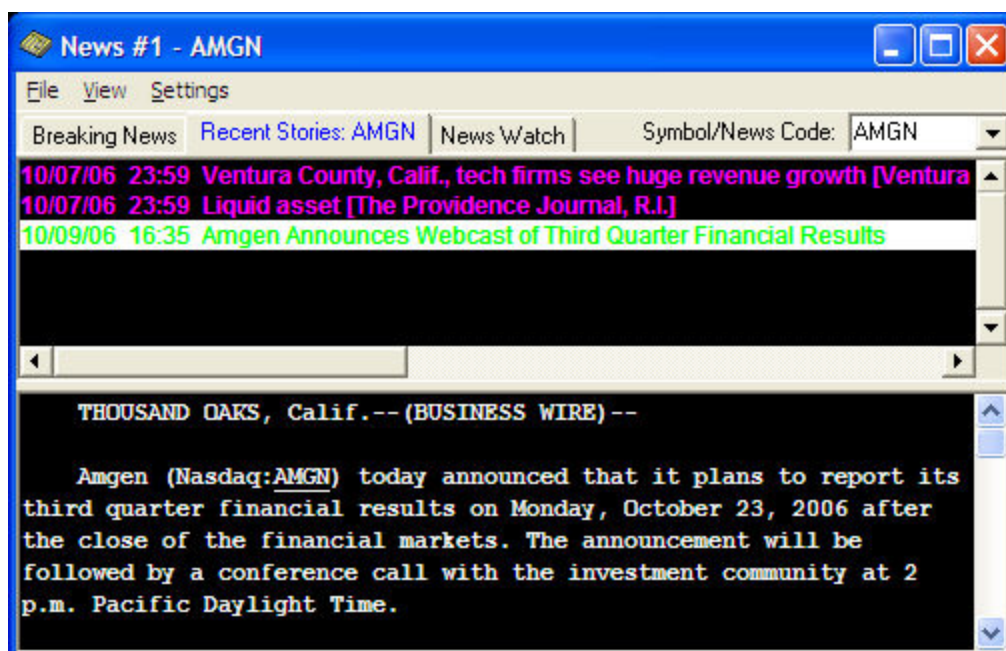 News #1 - AMGN
File View Settings
Breaking News Recent Stories: AMGN News Watch Symbol/News Code: AMGN
10/07/06 23:59 Ventura County, Calif., tech firms see huge revenue growth [Ventura
10/07/06 23:59 Liquid asset [The Providence Journal, R.I.]
10/09/06 16:35 Amgen Announces Webcast of Third Quarter Financial Results
THOUSAND OAKS, Calif.--(BUSINESS WIRE)--
Amgen (Nasdaq:AMGN) today announced that it plans to report its
third quarter financial results on Monday, October 23, 2006 after
the close of the financial markets. The announcement will be
followed by a conference call with the investment community at 2
p.m. Pacific Daylight Time.